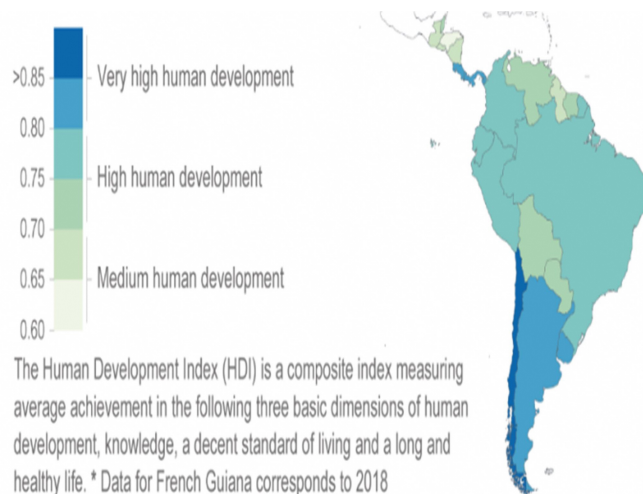 >0.85
Very high human development
0.80
0.75
High human development
0.70
0.65
Medium human development
0.60
The Human Development Index (HDI) is a composite index measuring
average achievement in the following three basic dimensions of human
development, knowledge, a decent standard of living and a long and
healthy life. * Data for French Guiana corresponds to 2018